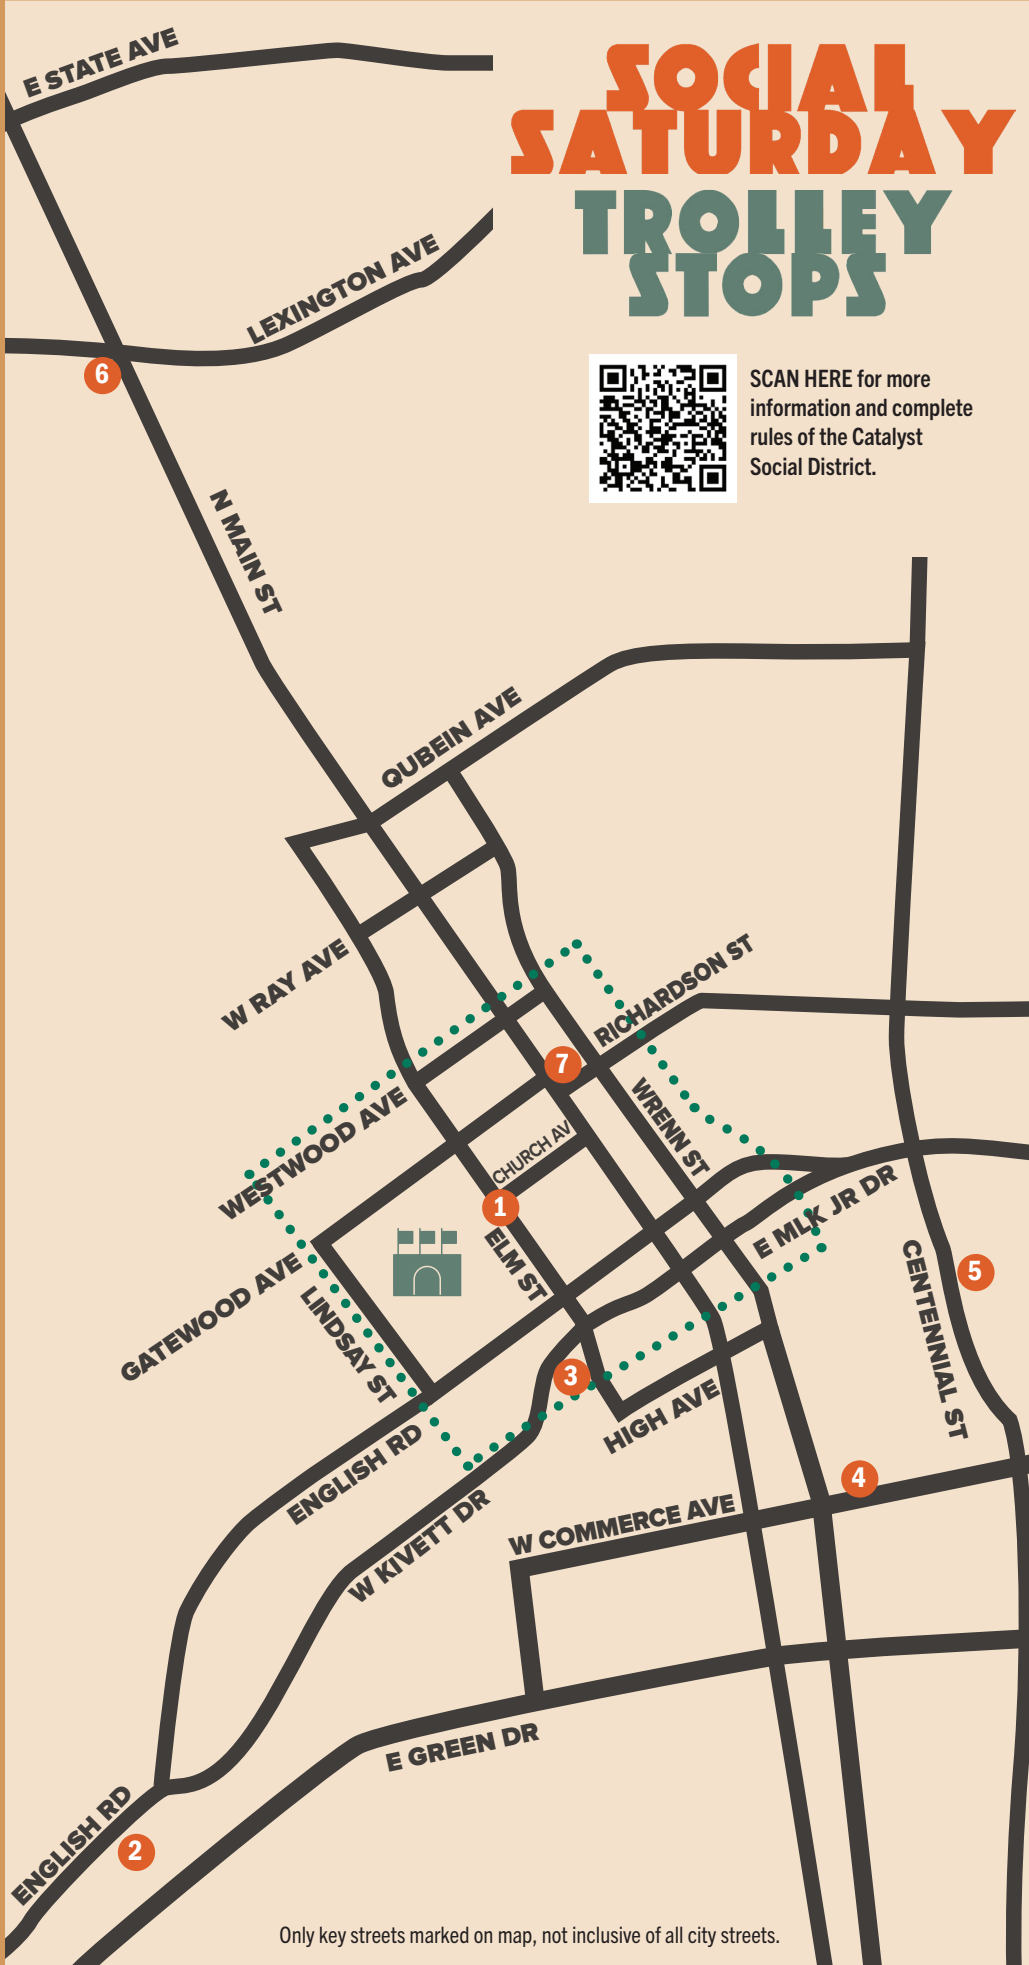 SOCIAL
SATURDAY
TROLLEY
STOPS
SCAN HERE for more
information and complete
rules of the Catalyst
Social District.
E STATE AVE
LEXINGTON AVE
6
N MAIN ST
QUBEIN AVE
W RAY AVE
RICHARDSON ST
7
WESTWOOD AVE
WRENN ST
CHURCH AV
1
E MLK JR DR
ELM ST
GATEWOOD AVE
LINDSAY ST
5
CENTENNIAL ST
3
HIGH AVE
ENGLISH RD
4
W KIVETT DR
W COMMERCE AVE
E GREEN DR
ENGLISH RD
2
Only key streets marked on map, not inclusive of all city streets.